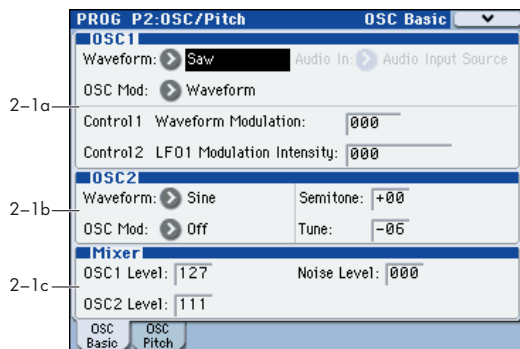 PROG P2:OSC/Pitch OSC Basic
OSC1
Waveform: Saw Audio In: Audio Input Source
OSC Mod: Waveform
2-1a
Control1 Waveform Modulation: 000
Control2 LFO1 Modulation Intensity: 000
OSC2
Waveform: Sine Semitone: +00
2-1b
OSC Mod: Off Tune: -06
Mixer
OSC1 Level: 127 Noise Level: 000
2-1c
OSC2 Level: 111
OSC Basic OSC Pitch